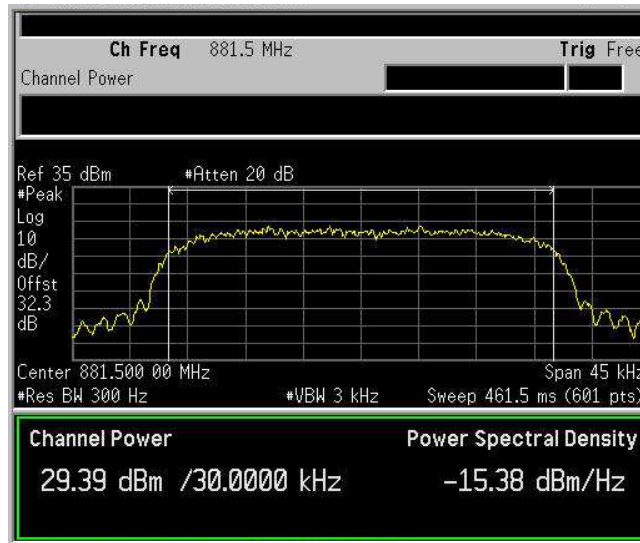 Ch Freq 881.5 MHz Trig Free
Channel Power
Ref 35 dBm #Atten 20 dB
#Peak
Log
10
dB/
Offst
32.3
dB
Center 881.500 00 MHz Span 45 kHz
#Res BW 300 Hz #VBW 3 kHz Sweep 461.5 ms (601 pts)
Channel Power Power Spectral Density
29.39 dBm /30.0000 kHz -15.38 dBm/Hz